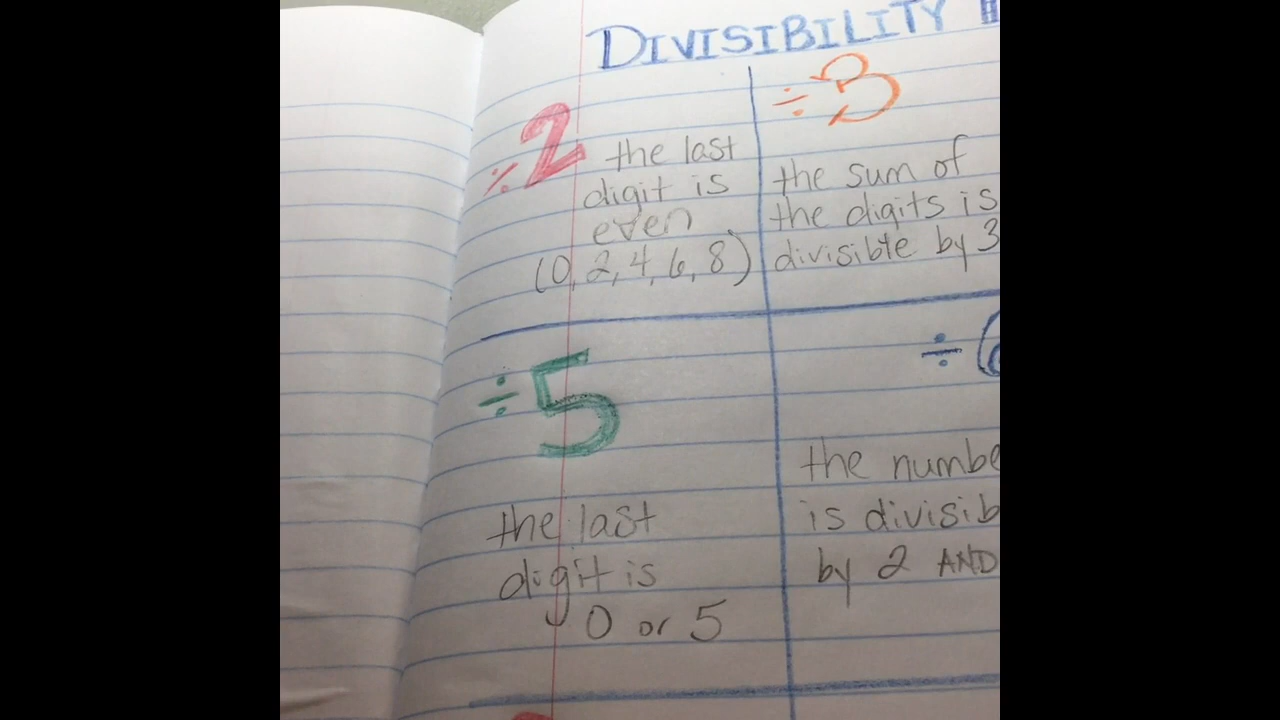 DIVISIBILITY
÷2
the last
digit is
even
(0, 2, 4, 6, 8)
÷3
the sum of
the digits is
divisible by 3
÷5
the last
digit is
0 or 5
÷6
the numbe
is divisib
by 2 AND